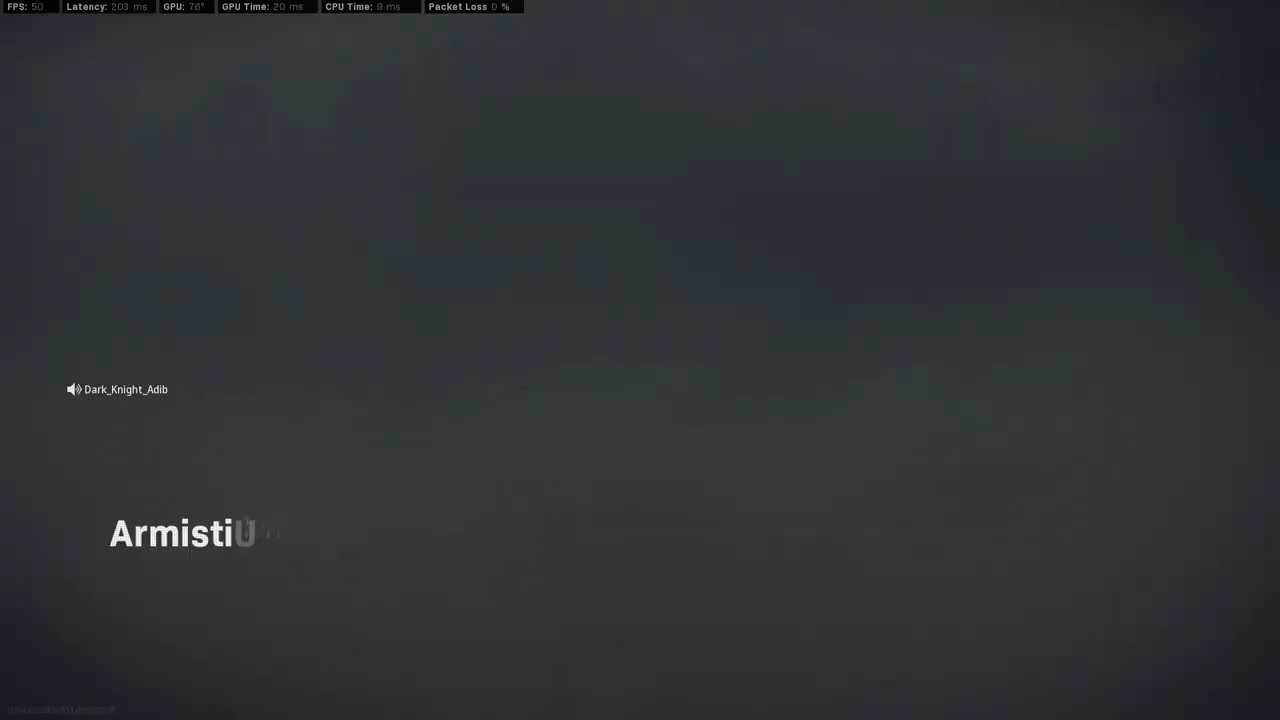 FPS: 50 Latency: 203 ms GPU: 76° GPU Time: 20 ms CPU Time: 9 ms Packet Loss 0 %
Dark_Knight_Adib
Armisti